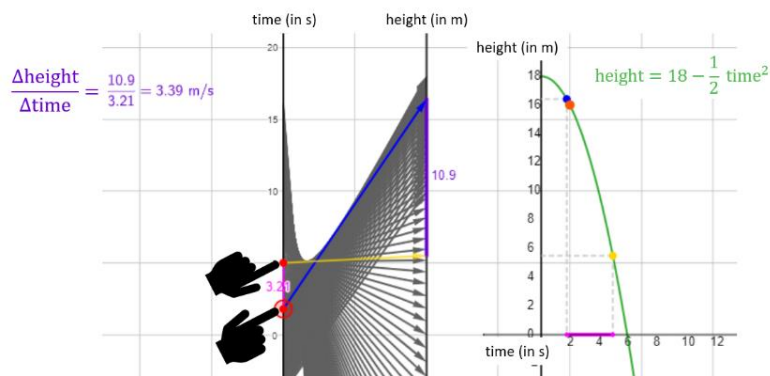 time (in s)
height (in m)
20
15
10
0
10.9
3.21
Δheight / Δtime = 10.9 / 3.21 = 3.39 m/s
height (in m)
height = 18 − 1/2 time²
18
16
14
12
10
8
6
4
2
0
2 4 6 8 10 12
time (in s)